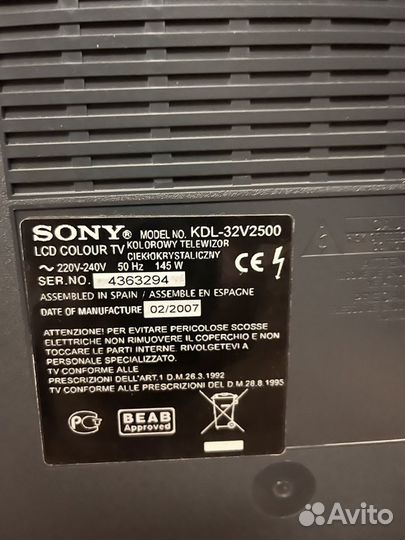 SONY® MODEL NO. KDL-32V2500
LCD COLOUR TV KOLOROWY TELEWIZOR
CIEKŁOKRYSTALICZNY
~ 220V-240V 50 Hz 145 W
SER.NO. 4363294
ASSEMBLED IN SPAIN / ASSEMBLE EN ESPAGNE
DATE OF MANUFACTURE 02/2007
CE
ATTENZIONE! PER EVITARE PERICOLOSE SCOSSE
ELETTRICHE NON RIMUOVERE IL COPERCHIO E NON
TOCCARE LE PARTI INTERNE. RIVOLGETEVI A
PERSONALE SPECIALIZZATO.
TV CONFORME ALLE
PRESCRIZIONI DELL'ART.1 D.M.26.3.1992
TV CONFORME ALLE PRESCRIZIONI DEL D.M.28.8.1995
PG
BEAB
Approved
Avito